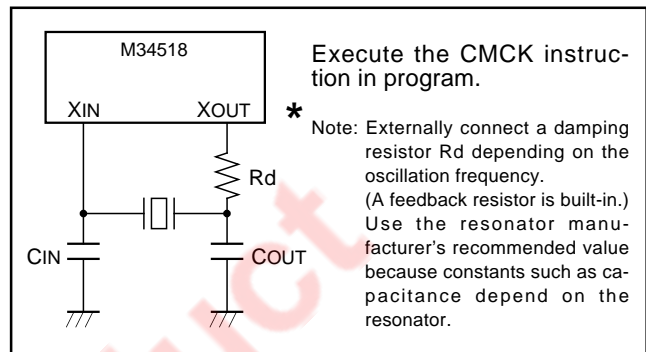 M34518
XIN
XOUT
Rd
CIN
COUT
Execute the CMCK instruc-
tion in program.
*
Note: Externally connect a damping
resistor Rd depending on the
oscillation frequency.
(A feedback resistor is built-in.)
Use the resonator manu-
facturer's recommended value
because constants such as ca-
pacitance depend on the
resonator.